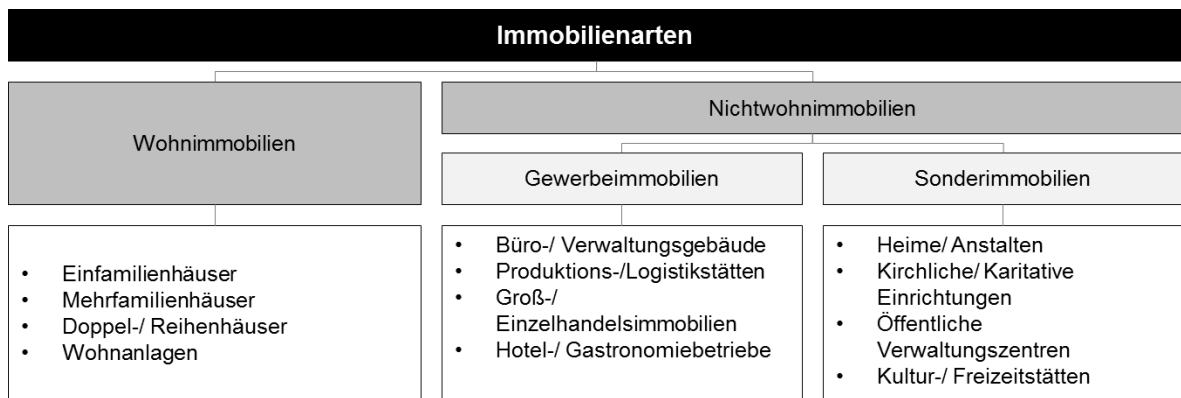 Immobilienarten
Wohnimmobilien
Nichtwohnimmobilien
Gewerbeimmobilien
Sonderimmobilien
• Einfamilienhäuser
• Mehrfamilienhäuser
• Doppel-/ Reihenhäuser
• Wohnanlagen
• Büro-/ Verwaltungsgebäude
• Produktions-/Logistikstätten
• Groß-/
Einzelhandelsimmobilien
• Hotel-/ Gastronomiebetriebe
• Heime/ Anstalten
• Kirchliche/ Karitative
Einrichtungen
• Öffentliche
Verwaltungszentren
• Kultur-/ Freizeitstätten